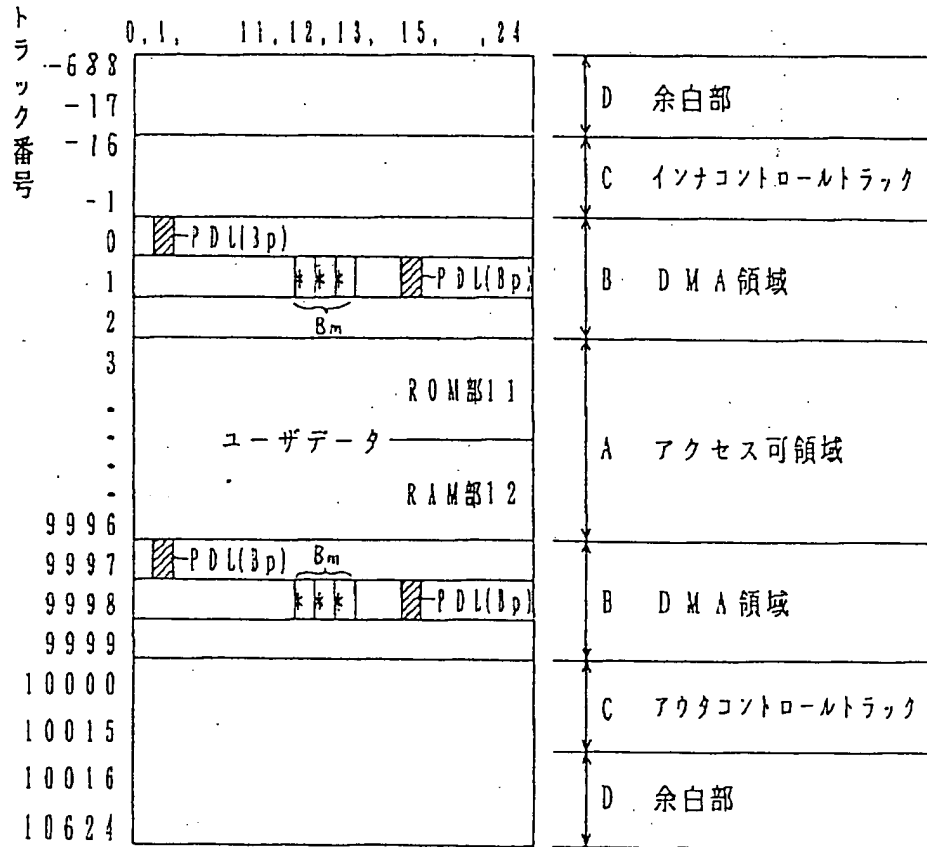 トラック番号
0, 1, 11, 12, 13, 15, , 24
-688
-17
D 余白部
-16
-1
C インナコントロールトラック
0
PDL(Bp)
1
* * *
PDL(Bp)
2
Bm
B DMA領域
3
ROM部11
ユーザデータ
RAM部12
9996
A アクセス可領域
9997
PDL(Bp)
Bm
9998
* * *
PDL(Bp)
9999
B DMA領域
10000
10015
C アウタコントロールトラック
10016
10624
D 余白部